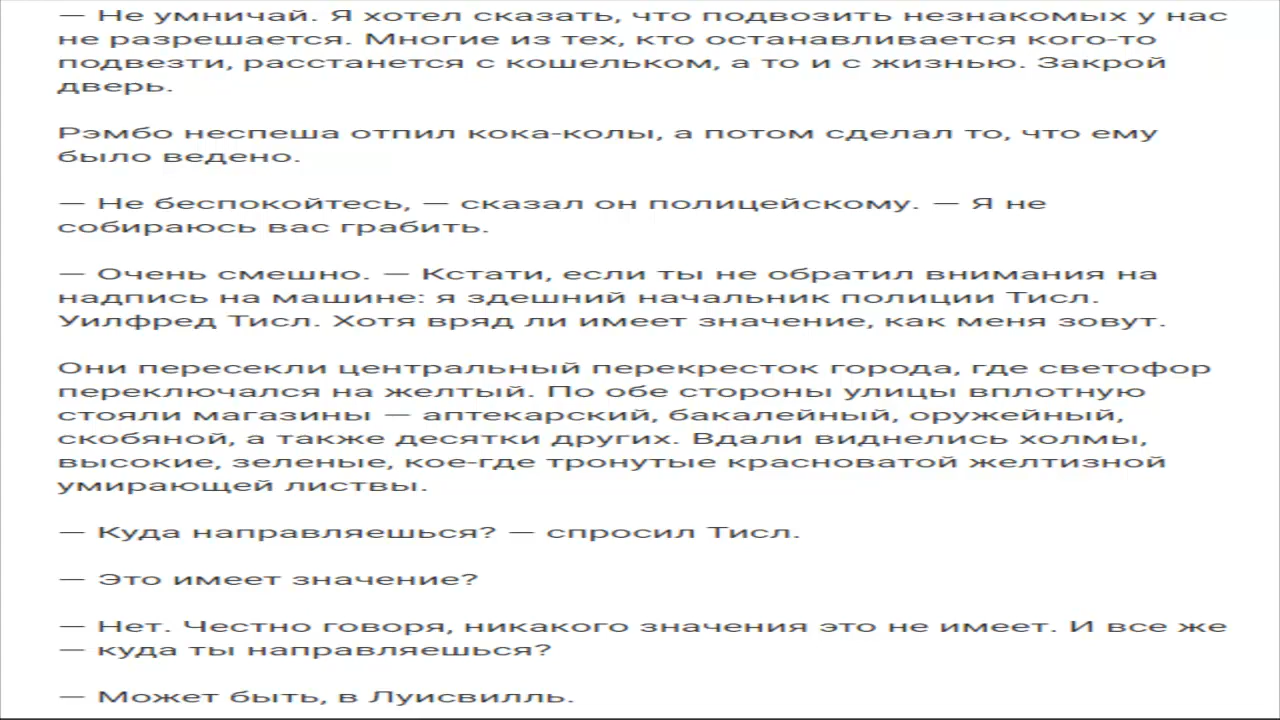 — Не умничай. Я хотел сказать, что подвозить незнакомых у нас
не разрешается. Многие из тех, кто останавливается кого-то
подвезти, расстанется с кошельком, а то и с жизнью. Закрой
дверь.
Рэмбо неспеша отпил кока-колы, а потом сделал то, что ему
было ведено.
— Не беспокойтесь, — сказал он полицейскому. — Я не
собираюсь вас грабить.
— Очень смешно. — Кстати, если ты не обратил внимания на
надпись на машине: я здешний начальник полиции Тисл.
Уилфред Тисл. Хотя вряд ли имеет значение, как меня зовут.
Они пересекли центральный перекресток города, где светофор
переключался на желтый. По обе стороны улицы вплотную
стояли магазины — аптекарский, бакалейный, оружейный,
скобяной, а также десятки других. Вдали виднелись холмы,
высокие, зеленые, кое-где тронутые красноватой желтизной
умирающей листвы.
— Куда направляешься? — спросил Тисл.
— Это имеет значение?
— Нет. Честно говоря, никакого значения это не имеет. И все же
— куда ты направляешься?
— Может быть, в Луисвилль.